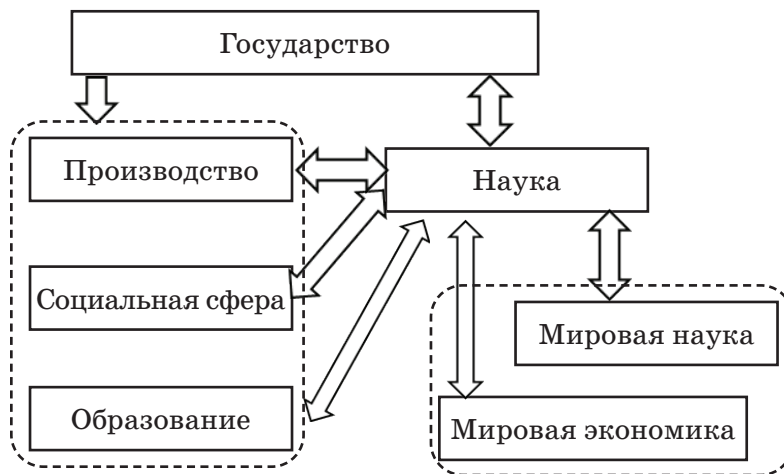 Государство
Производство
Наука
Социальная сфера
Мировая наука
Образование
Мировая экономика